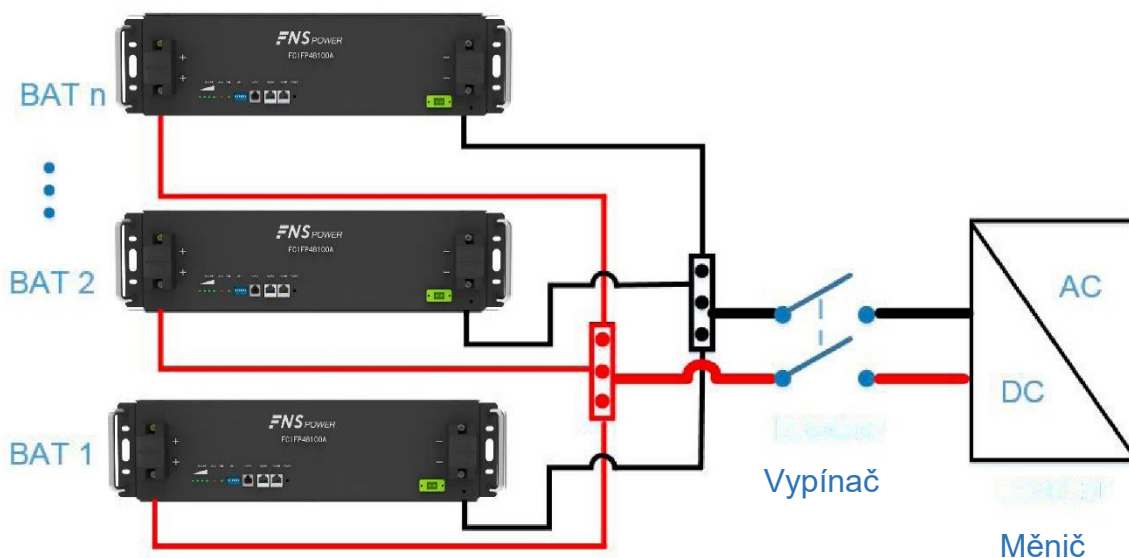 FNS POWER
FCIFP48100A
+ −
+ −
BAT n
FNS POWER
FCIFP48100A
+ −
+ −
BAT 2
AC
FNS POWER
FCIFP48100A
+ −
+ −
DC
BAT 1
Vypínač
Měnič